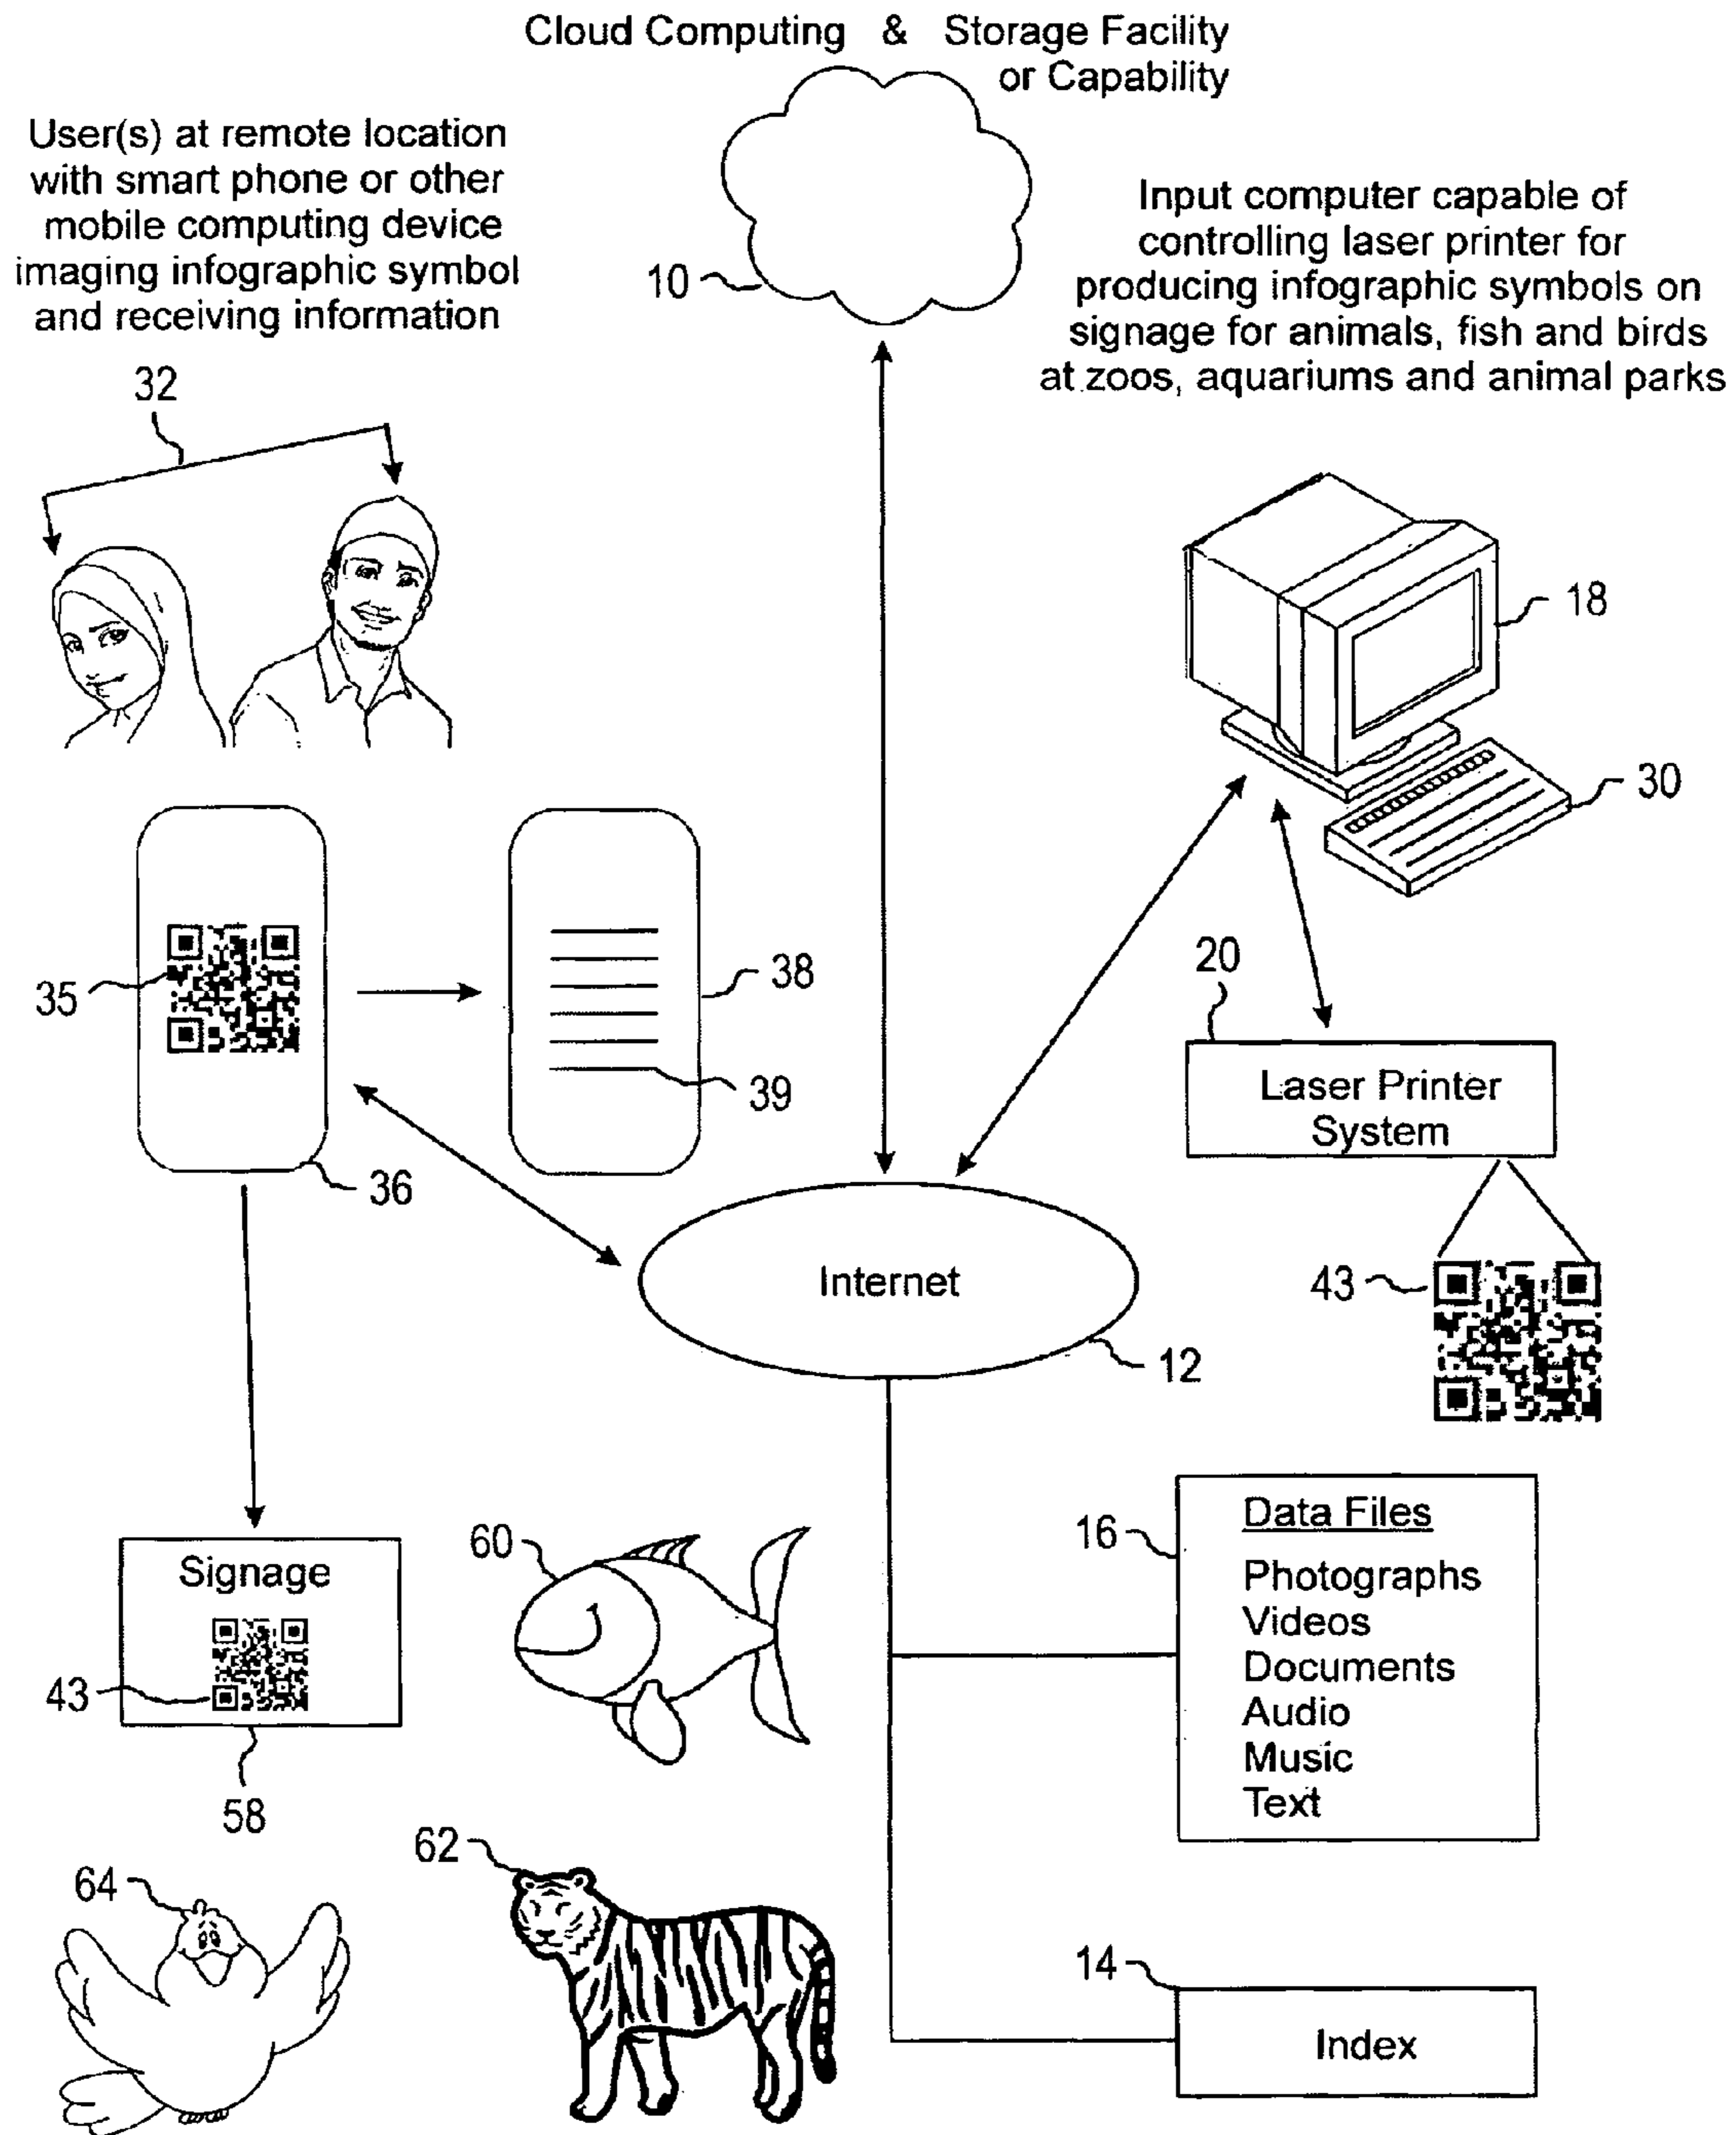 Cloud Computing & Storage Facility
or Capability
User(s) at remote location
with smart phone or other
mobile computing device
imaging infographic symbol
and receiving information
Input computer capable of
controlling laser printer for
producing infographic symbols on
signage for animals, fish and birds
at zoos, aquariums and animal parks
10
32
18
30
20
35
38
39
36
Laser Printer
System
43
Internet
12
16
Data Files
Photographs
Videos
Documents
Audio
Music
Text
60
Signage
43
58
62
64
14
Index